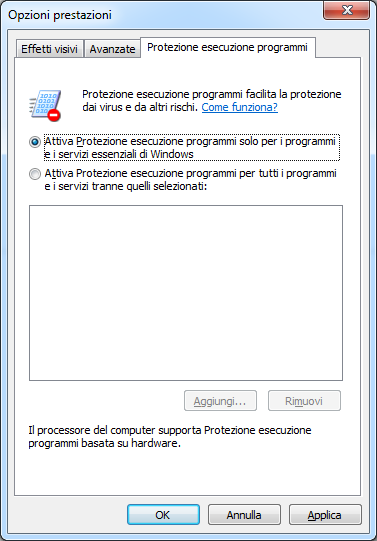 Opzioni prestazioni
Effetti visivi
Avanzate
Protezione esecuzione programmi
Protezione esecuzione programmi facilita la protezione
dai virus e da altri rischi. Come funziona?
Attiva Protezione esecuzione programmi solo per i programmi
e i servizi essenziali di Windows
Attiva Protezione esecuzione programmi per tutti i programmi
e i servizi tranne quelli selezionati:
Aggiungi...
Rimuovi
Il processore del computer supporta Protezione esecuzione
programmi basata su hardware.
OK
Annulla
Applica